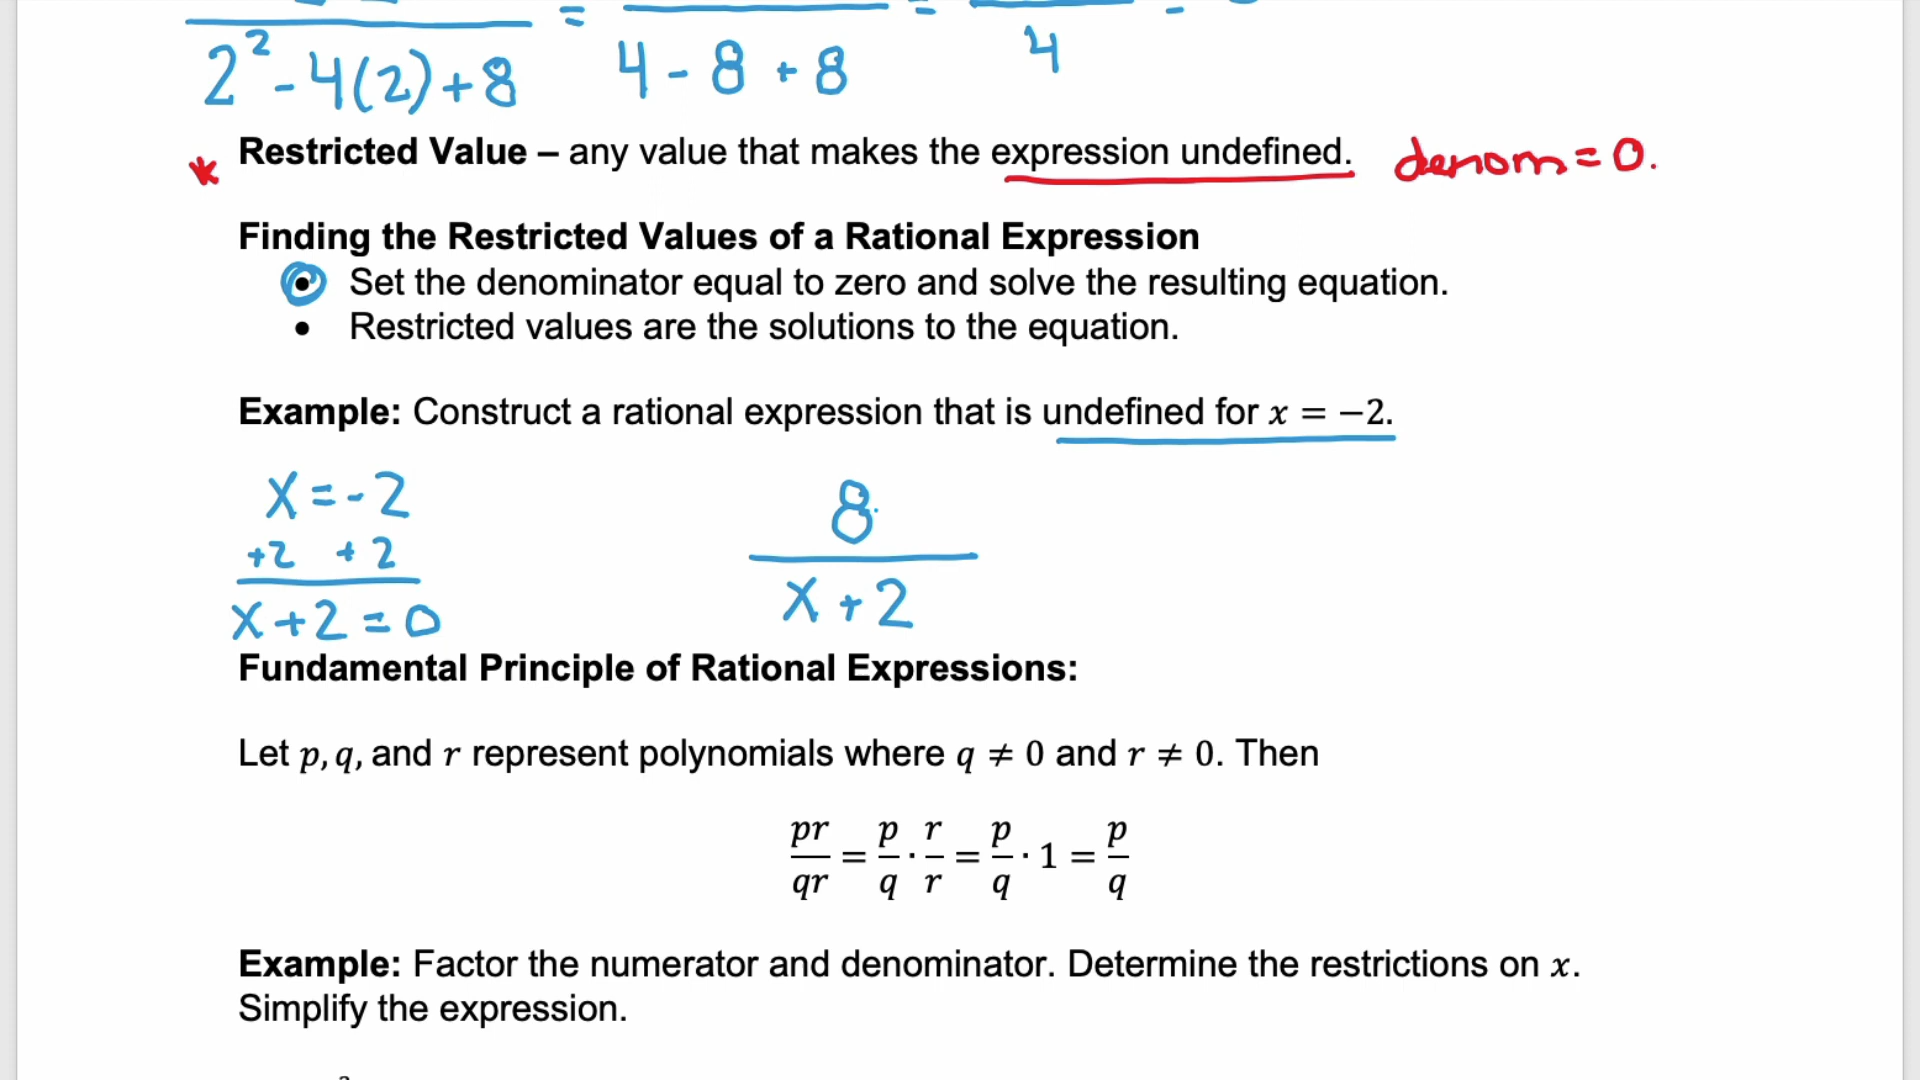 2² - 4(2) + 8 = 4 - 8 + 8 = 4 =
* Restricted Value – any value that makes the expression undefined. denom = 0.
Finding the Restricted Values of a Rational Expression
• Set the denominator equal to zero and solve the resulting equation.
• Restricted values are the solutions to the equation.
Example: Construct a rational expression that is undefined for x = −2.
x = -2
+2 +2
x + 2 = 0
8
x + 2
Fundamental Principle of Rational Expressions:
Let p, q, and r represent polynomials where q ≠ 0 and r ≠ 0. Then
pr/qr = p/q · r/r = p/q · 1 = p/q
Example: Factor the numerator and denominator. Determine the restrictions on x.
Simplify the expression.